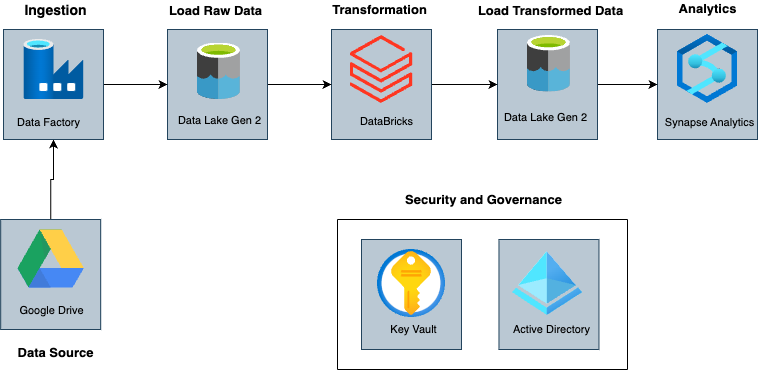 Ingestion
Load Raw Data
Transformation
Load Transformed Data
Analytics
Data Factory
Data Lake Gen 2
DataBricks
Data Lake Gen 2
Synapse Analytics
Security and Governance
Google Drive
Key Vault
Active Directory
Data Source